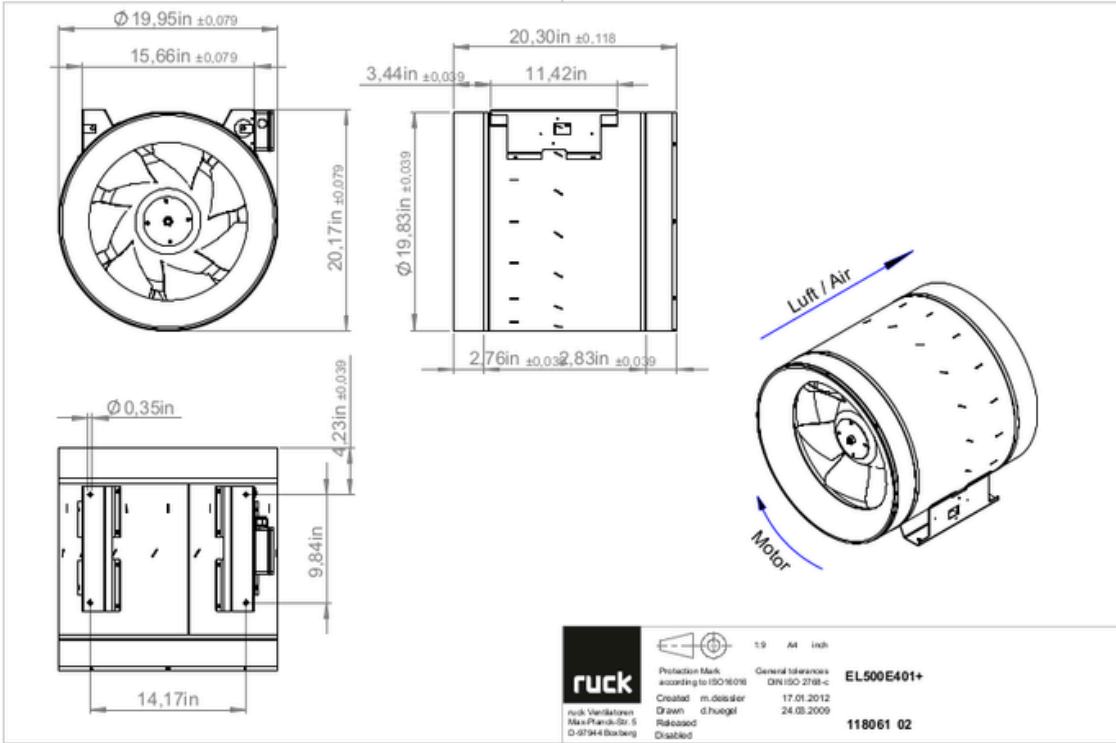 Ø 19,95in ±0,079
15,66in ±0,079
20,17in ±0,079
20,30in ±0,118
3,44in ±0,039
11,42in
Ø 19,83in ±0,039
2,76in ±0,039
2,83in ±0,039
Luft / Air
Motor
Ø 0,35in
4,23in ±0,039
9,84in
14,17in
ruck
ruck Ventilatoren
Max-Planck-Str. 5
D-97944 Boxberg
1:9 A4 inch
Protection Mark General tolerances
according to ISO16016 DIN ISO 2768-c
EL500E401+
Created m.deissler 17.01.2012
Drawn d.huegel 24.03.2009
Released
Disabled
118061 02